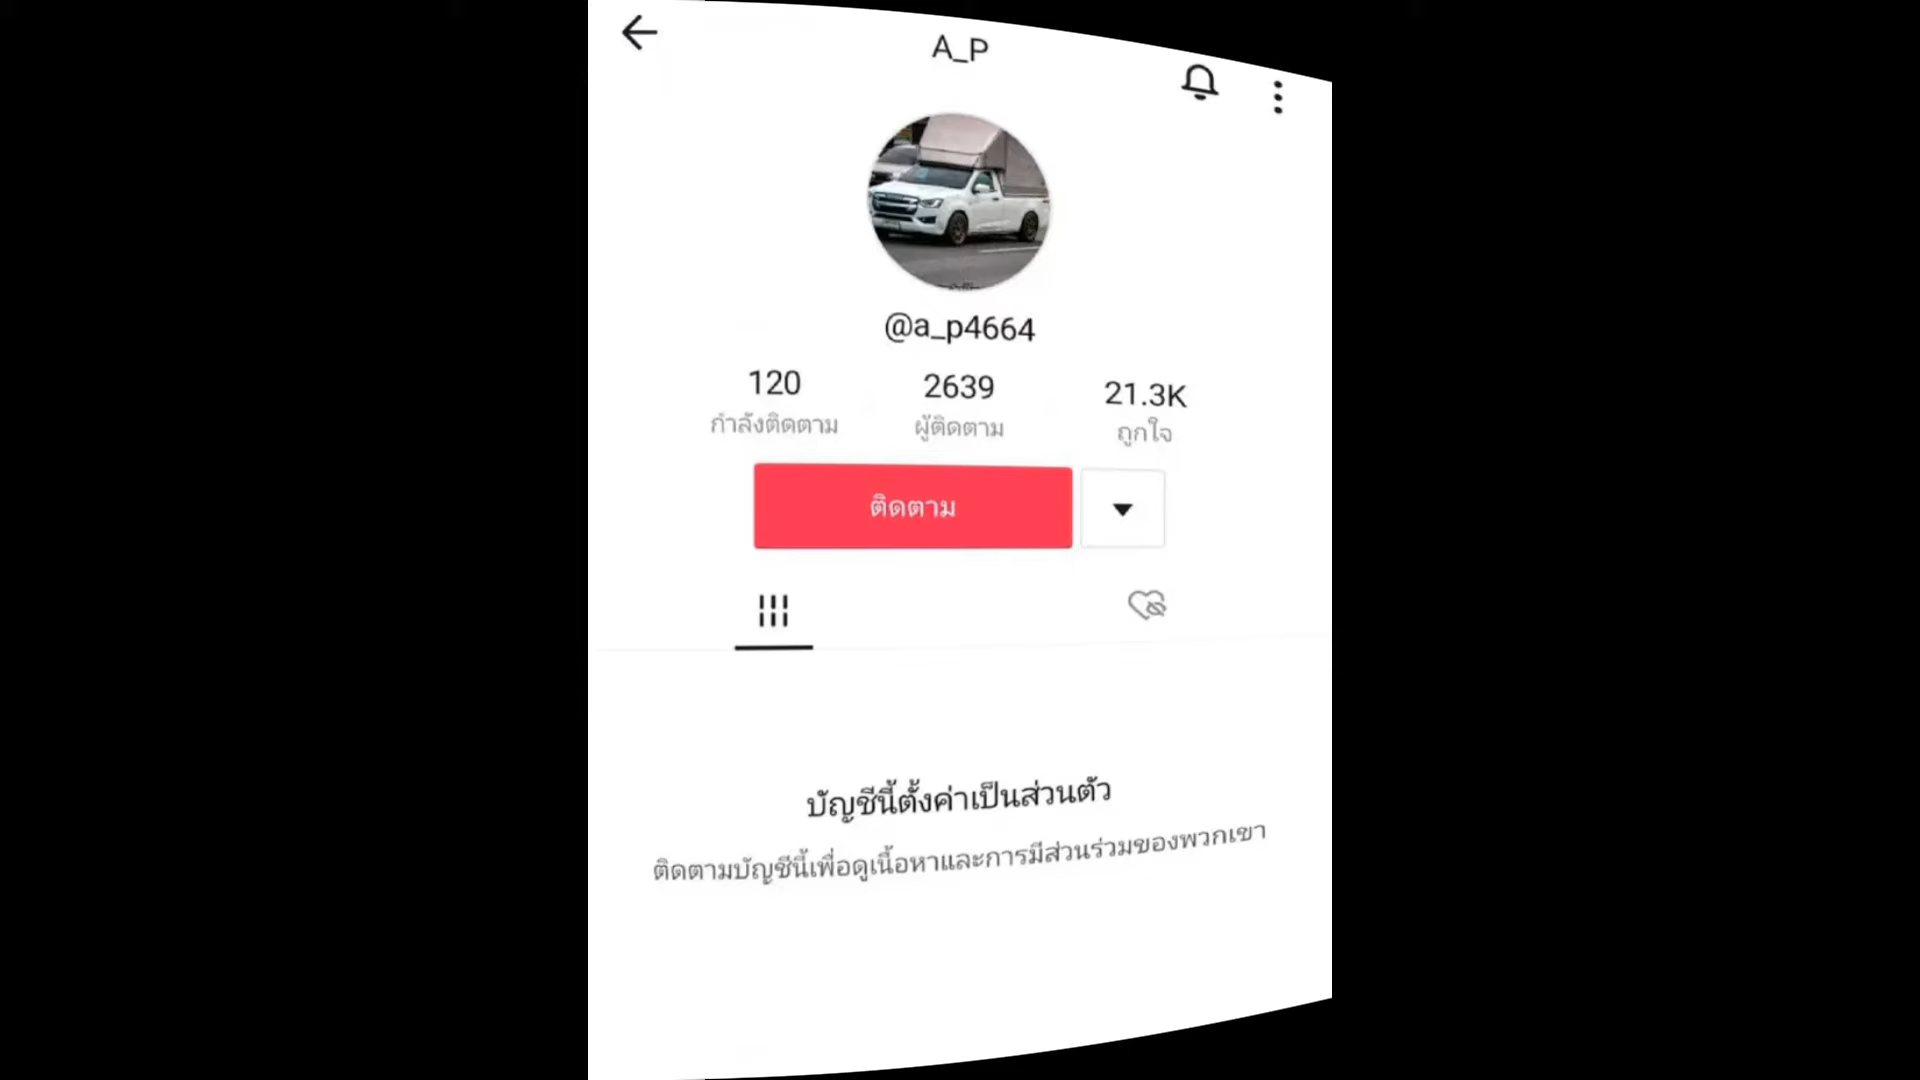 A_P
@a_p4664
120 2639 21.3K
กำลังติดตาม ผู้ติดตาม ถูกใจ
ติดตาม
บัญชีนี้ตั้งค่าเป็นส่วนตัว
ติดตามบัญชีนี้เพื่อดูเนื้อหาและการมีส่วนร่วมของพวกเขา